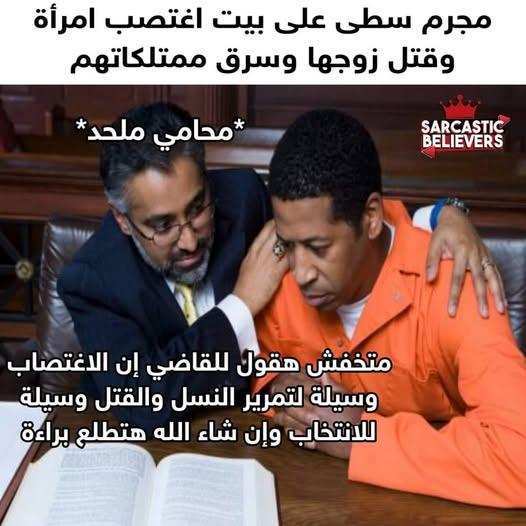 مجرم سطى على بيت اغتصب امرأة
وقتل زوجها وسرق ممتلكاتهم
*محامي ملحد*
SARCASTIC
BELIEVERS
متخفش هقول للقاضي إن الاغتصاب
وسيلة لتمرير النسل والقتل وسيلة
للانتخاب وإن شاء الله هتطلع براءة